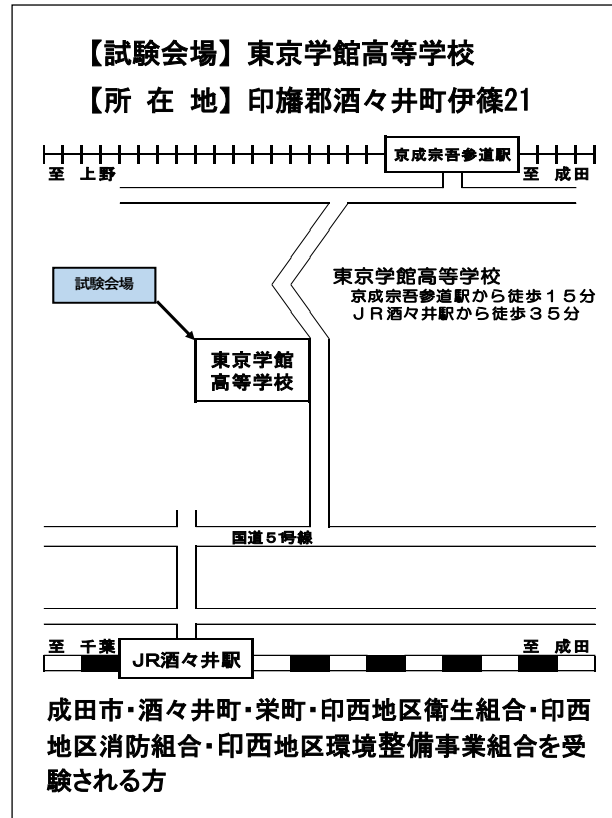 【試験会場】東京学館高等学校
【所 在 地】印旛郡酒々井町伊篠21
京成宗吾参道駅
至 上野
至 成田
試験会場
東京学館高等学校
京成宗吾参道駅から徒歩15分
JR酒々井駅から徒歩35分
東京学館
高等学校
国道51号線
至 千葉
至 成田
JR酒々井駅
成田市・酒々井町・栄町・印西地区衛生組合・印西
地区消防組合・印西地区環境整備事業組合を受
験される方